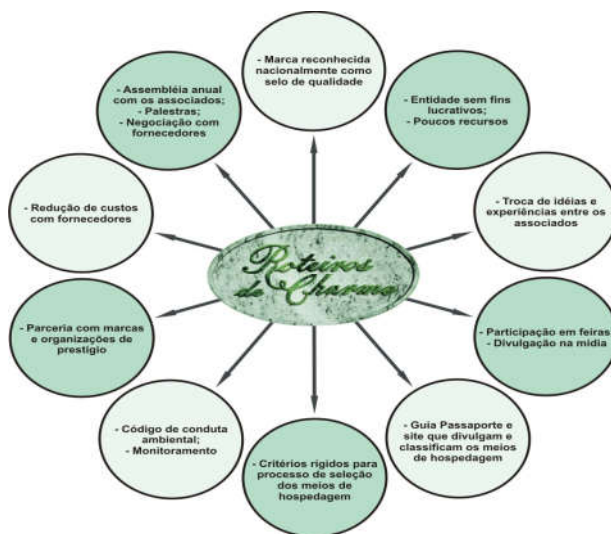 - Marca reconhecida
nacionalmente como
selo de qualidade
- Entidade sem fins
lucrativos;
- Poucos recursos
- Troca de idéias e
experiências entre os
associados
- Participação em feiras
- Divulgação na mídia
- Guia Passaporte e
site que divulgam e
classificam os meios
de hospedagem
- Critérios rígidos para
processo de seleção
dos meios de
hospedagem
- Código de conduta
ambiental;
- Monitoramento
- Parceria com marcas
e organizações de
prestigio
- Redução de custos
com fornecedores
- Assembléia anual
com os associados;
- Palestras;
- Negociação com
fornecedores
Roteiros
de Charme